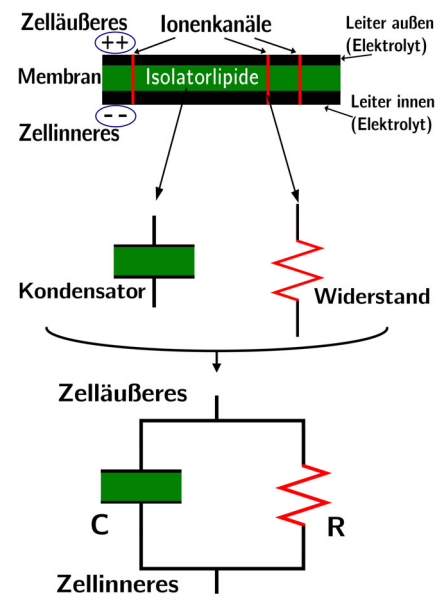 Zelläußeres
Ionenkanäle
Leiter außen
(Elektrolyt)
++
Membran
Isolatorlipide
Leiter innen
(Elektrolyt)
--
Zellinneres
Kondensator
Widerstand
Zelläußeres
C
R
Zellinneres